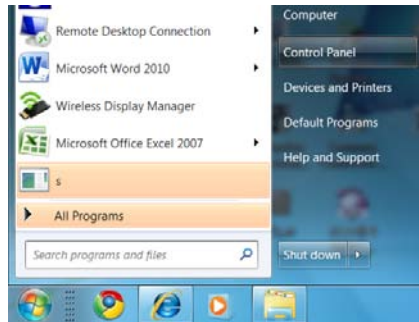 Remote Desktop Connection
Microsoft Word 2010
Wireless Display Manager
Microsoft Office Excel 2007
s
All Programs
Search programs and files
Computer
Control Panel
Devices and Printers
Default Programs
Help and Support
Shut down